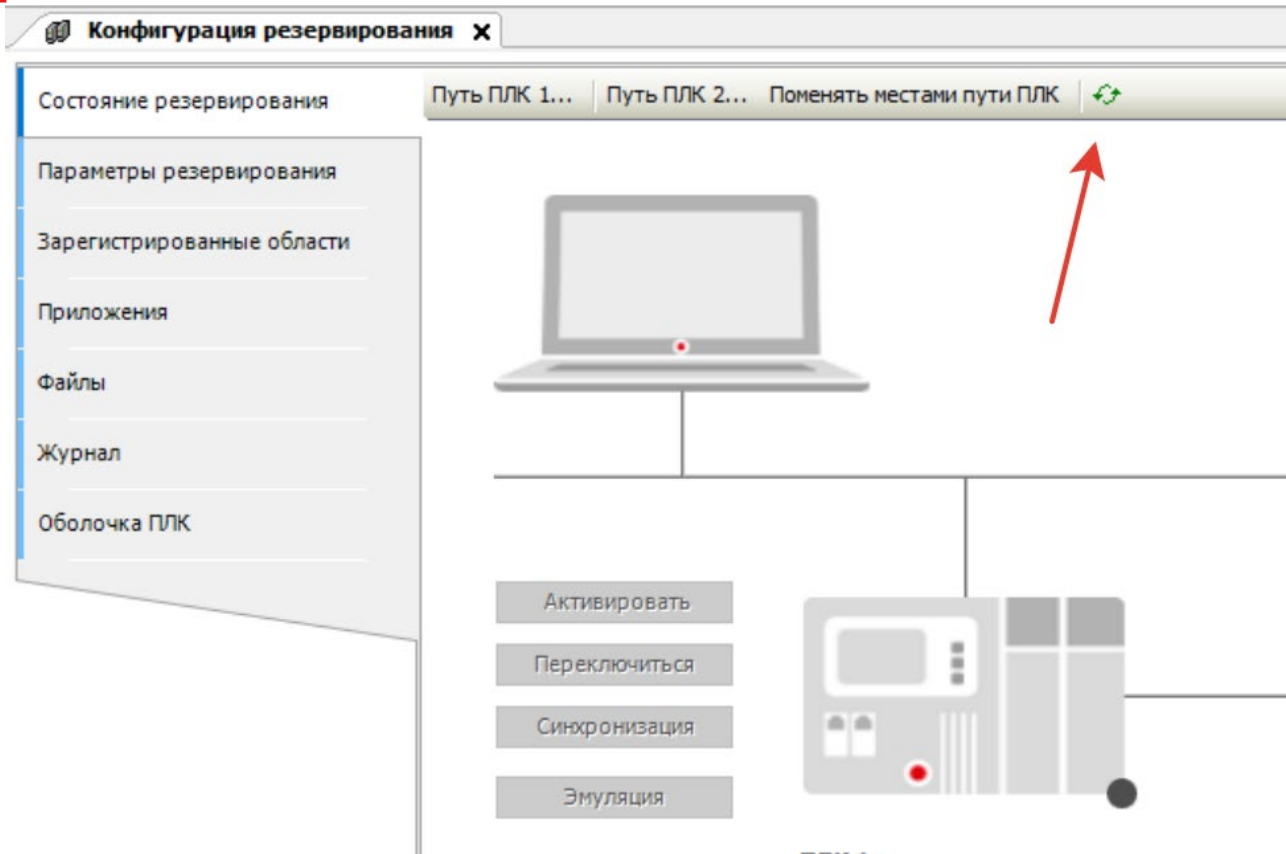 Конфигурация резервирования
Состояние резервирования
Путь ПЛК 1... Путь ПЛК 2... Поменять местами пути ПЛК
Параметры резервирования
Зарегистрированные области
Приложения
Файлы
Журнал
Оболочка ПЛК
Активировать
Переключиться
Синхронизация
Эмуляция